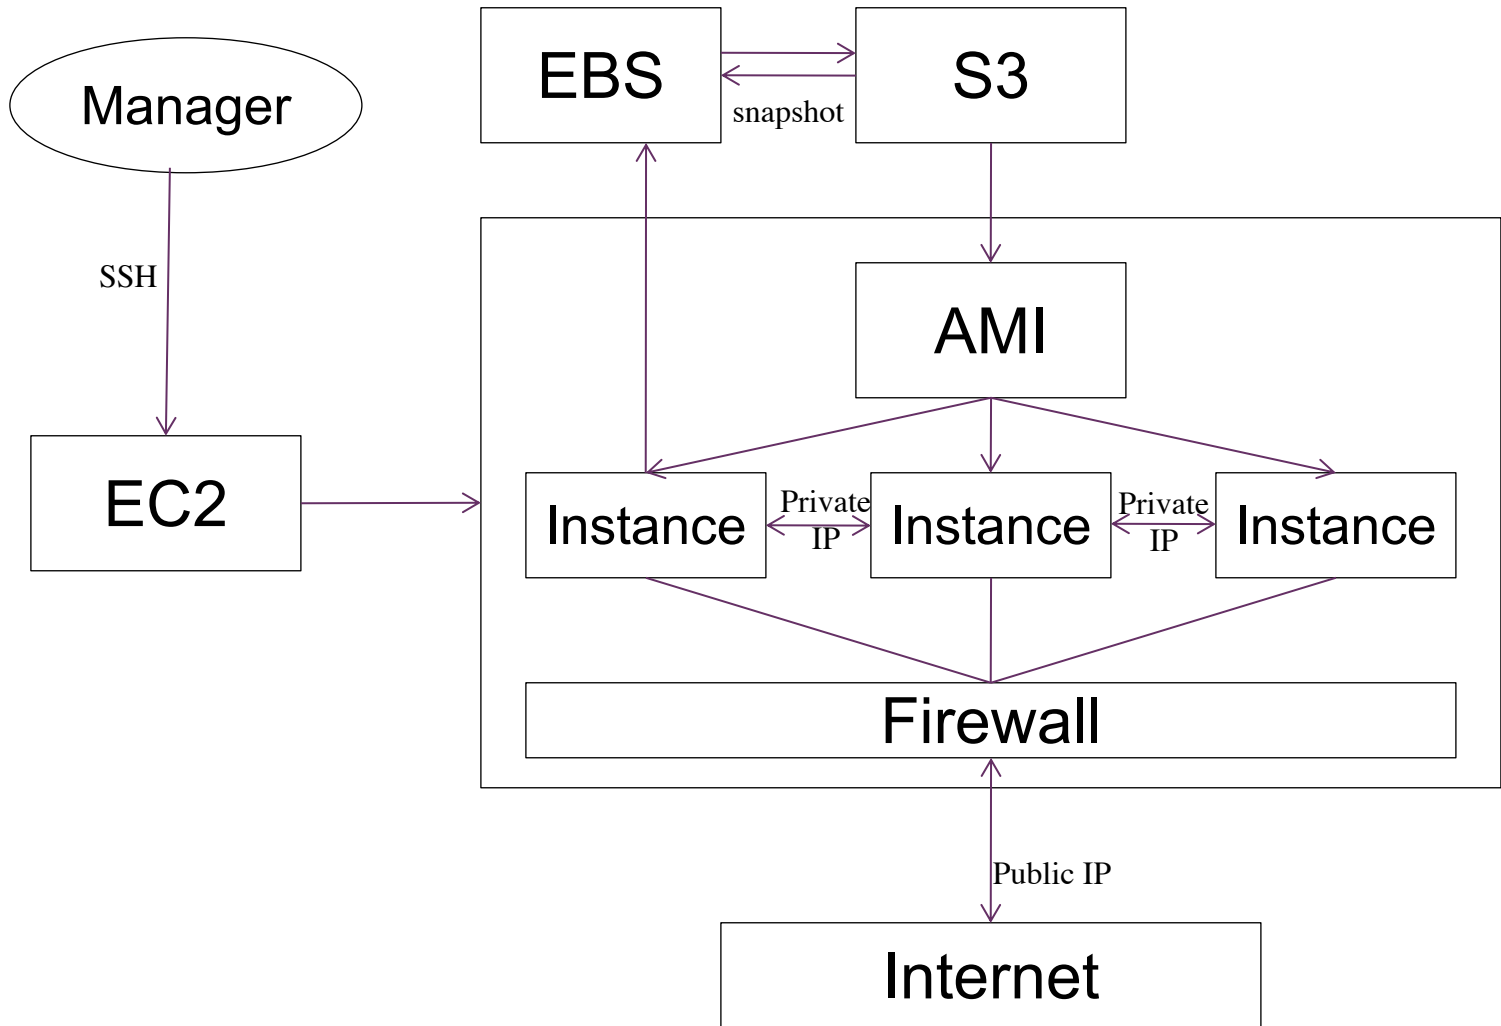 EBS
S3
Manager
snapshot
SSH
AMI
EC2
Instance
Private
IP
Instance
Private
IP
Instance
Firewall
Public IP
Internet